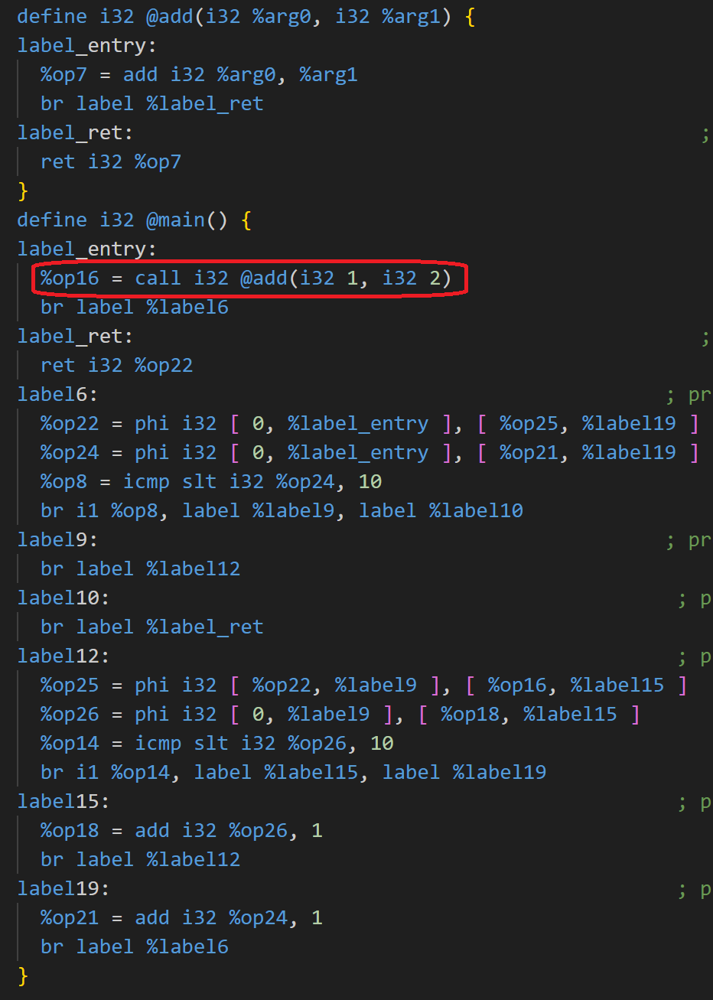 define i32 @add(i32 %arg0, i32 %arg1) {
label_entry:
  %op7 = add i32 %arg0, %arg1
  br label %label_ret
label_ret: ;
  ret i32 %op7
}
define i32 @main() {
label_entry:
  %op16 = call i32 @add(i32 1, i32 2)
  br label %label6
label_ret: ;
  ret i32 %op22
label6: ; pr
  %op22 = phi i32 [ 0, %label_entry ], [ %op25, %label19 ]
  %op24 = phi i32 [ 0, %label_entry ], [ %op21, %label19 ]
  %op8 = icmp slt i32 %op24, 10
  br i1 %op8, label %label9, label %label10
label9: ; pr
  br label %label12
label10: ; p
  br label %label_ret
label12: ; p
  %op25 = phi i32 [ %op22, %label9 ], [ %op16, %label15 ]
  %op26 = phi i32 [ 0, %label9 ], [ %op18, %label15 ]
  %op14 = icmp slt i32 %op26, 10
  br i1 %op14, label %label15, label %label19
label15: ; p
  %op18 = add i32 %op26, 1
  br label %label12
label19: ; p
  %op21 = add i32 %op24, 1
  br label %label6
}